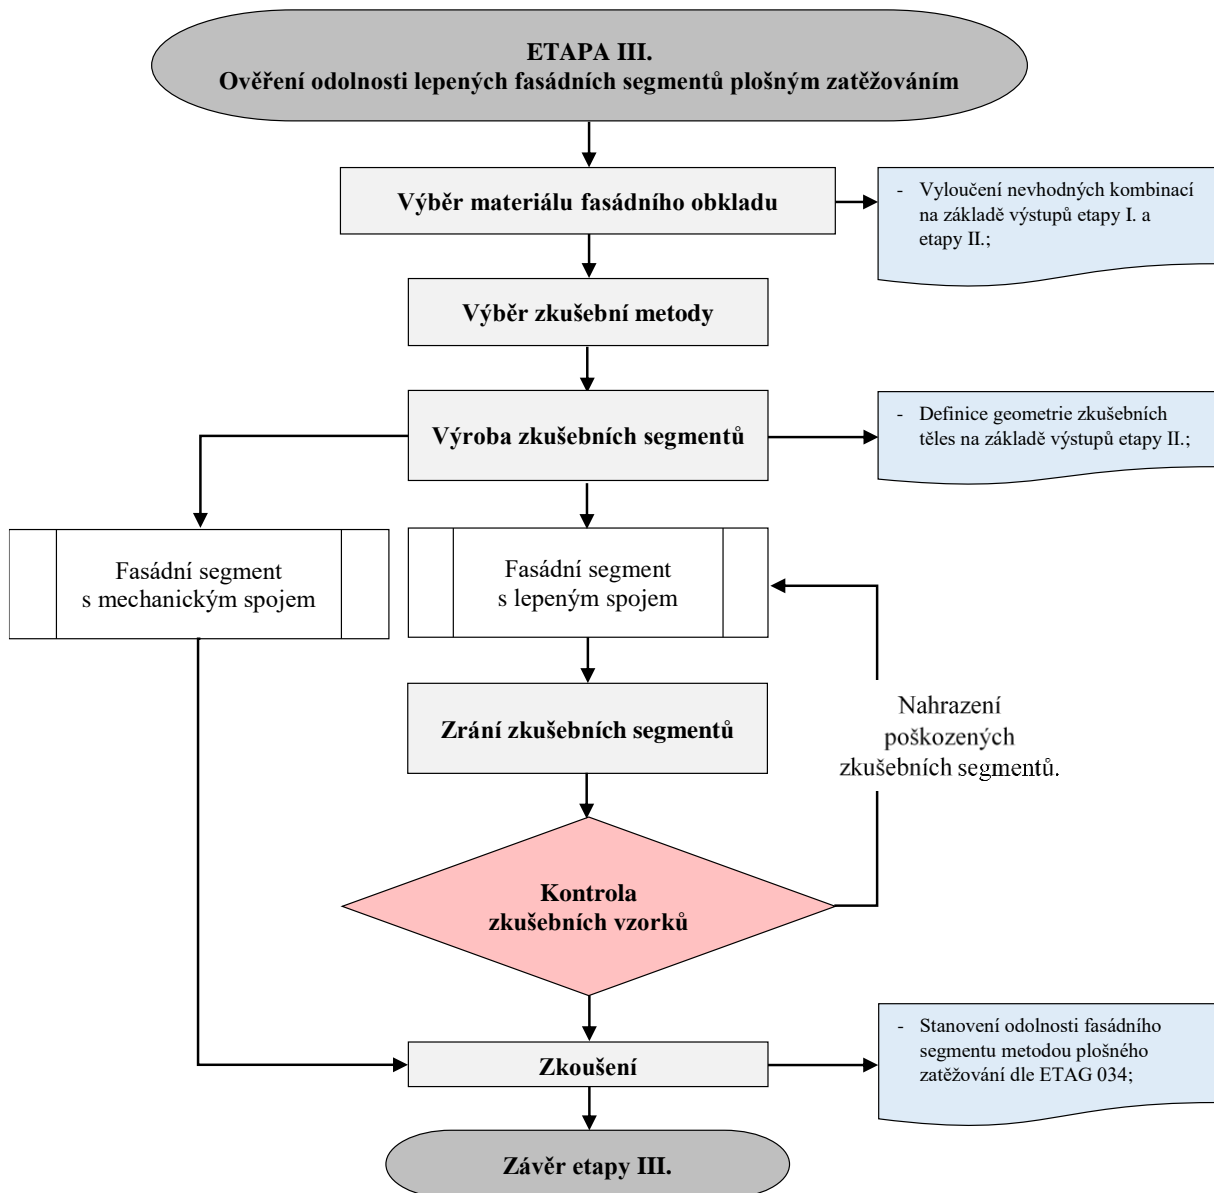 ETAPA III.
Ověření odolnosti lepených fasádních segmentů plošným zatěžováním
Výběr materiálu fasádního obkladu
- Vyloučení nevhodných kombinací
na základě výstupů etapy I. a
etapy II.;
Výběr zkušební metody
Výroba zkušebních segmentů
- Definice geometrie zkušebních
těles na základě výstupů etapy II.;
Fasádní segment
s mechanickým spojem
Fasádní segment
s lepeným spojem
Zrání zkušebních segmentů
Nahrazení
poškozených
zkušebních segmentů.
Kontrola
zkušebních vzorků
Zkoušení
- Stanovení odolnosti fasádního
segmentu metodou plošného
zatěžování dle ETAG 034;
Závěr etapy III.